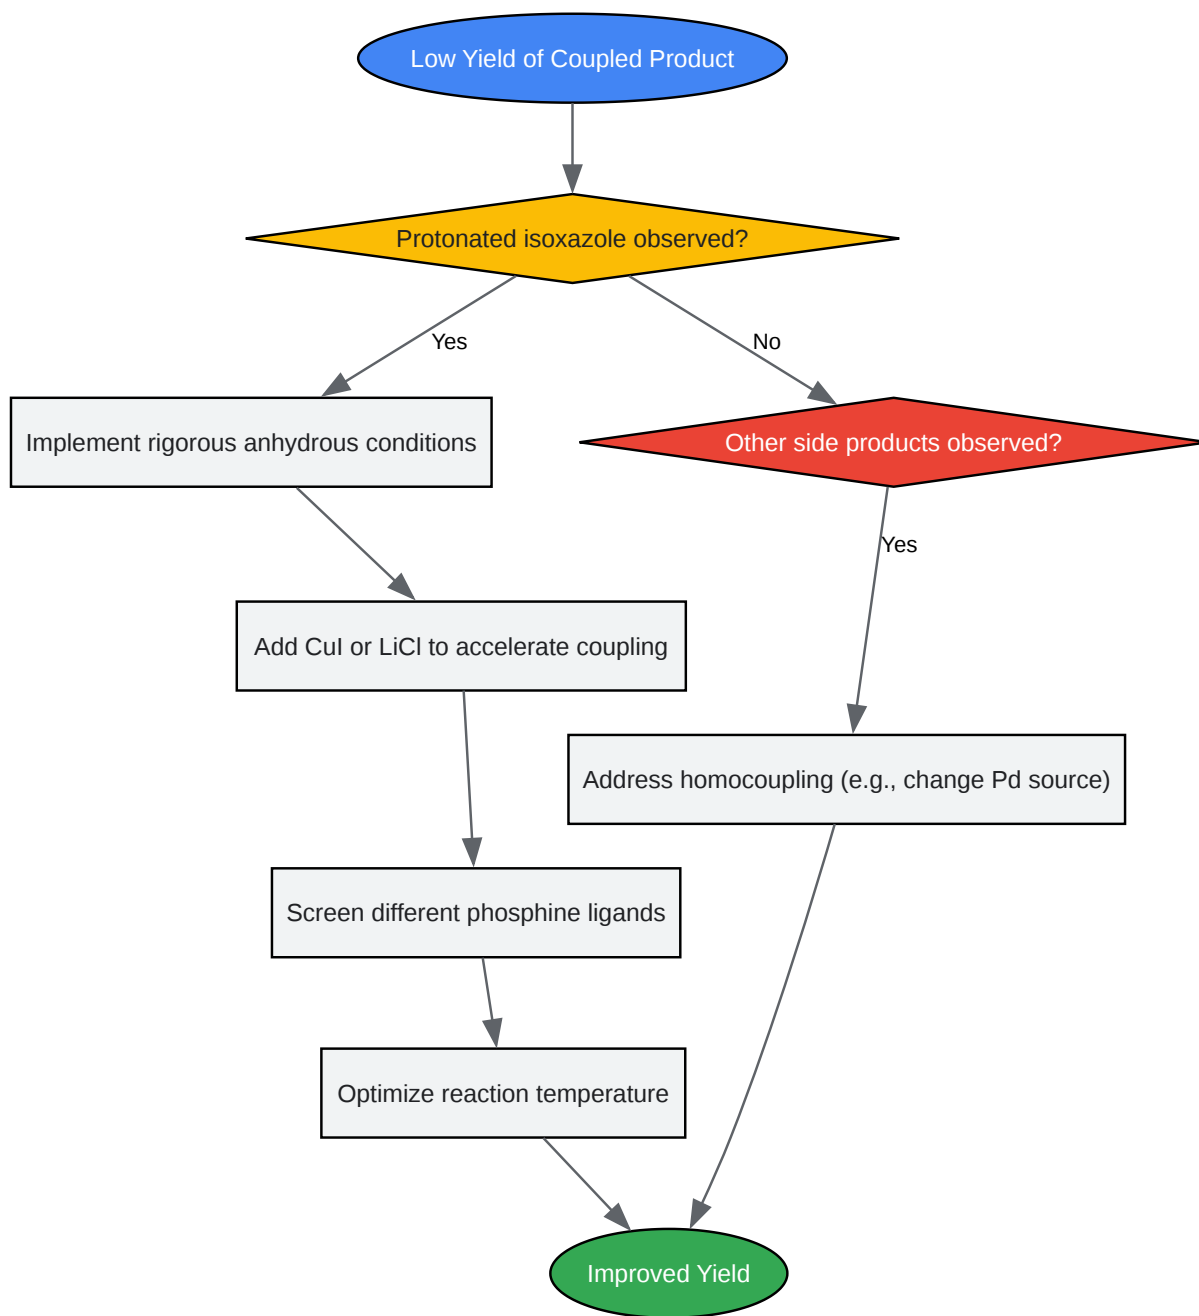 Low Yield of Coupled Product
Protonated isoxazole observed?
Yes
No
Implement rigorous anhydrous conditions
Other side products observed?
Yes
Add CuI or LiCl to accelerate coupling
Address homocoupling (e.g., change Pd source)
Screen different phosphine ligands
Optimize reaction temperature
Improved Yield